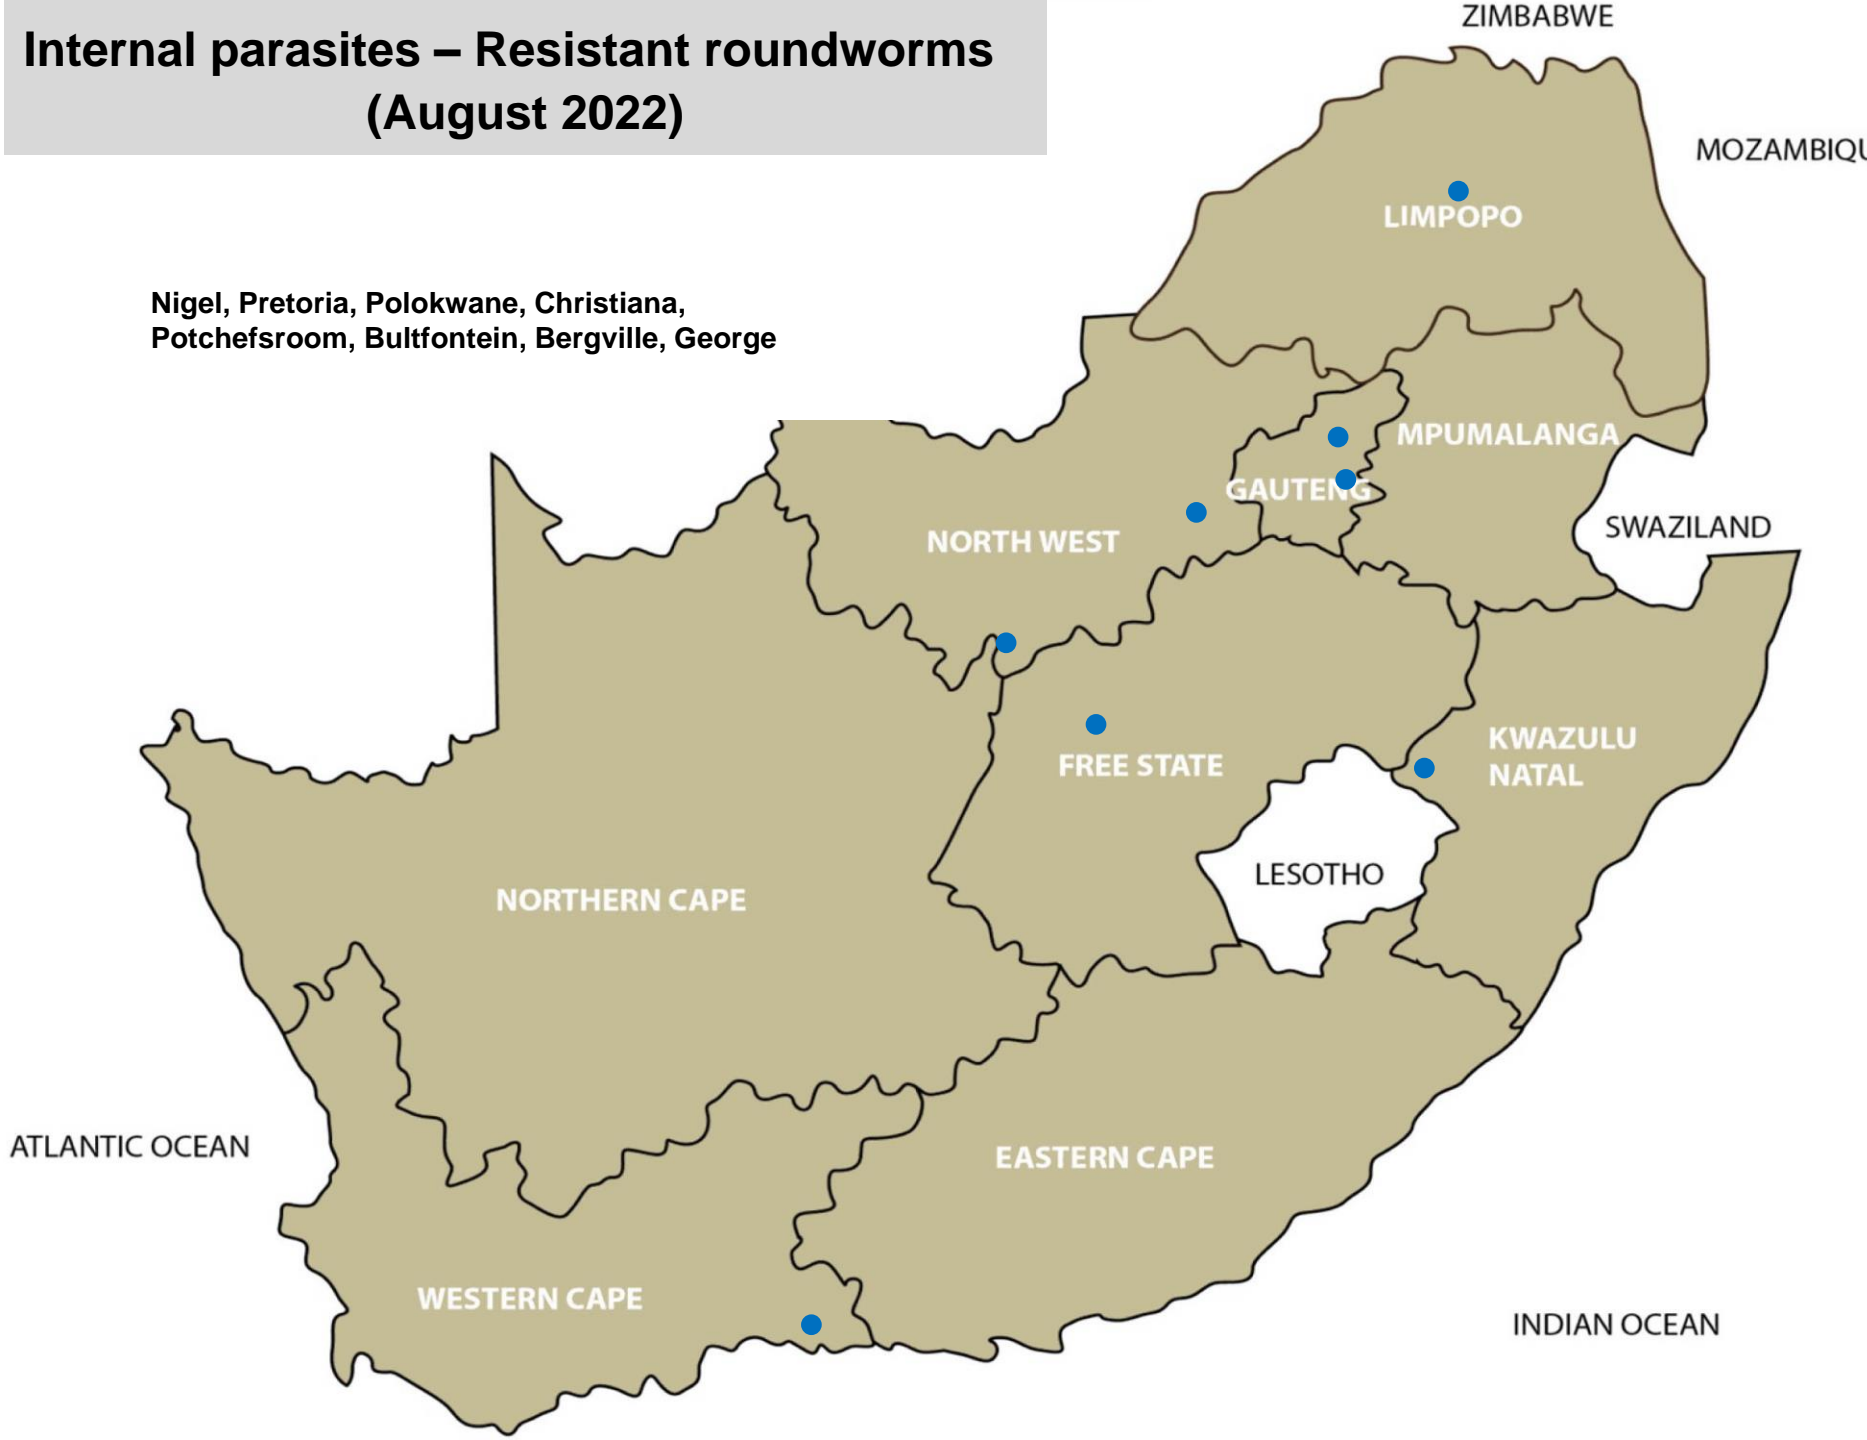 Internal parasites – Resistant roundworms
(August 2022)
ZIMBABWE
MOZAMBIQU
LIMPOPO
Nigel, Pretoria, Polokwane, Christiana,
Potchefsroom, Bultfontein, Bergville, George
MPUMALANGA
GAUTENG
SWAZILAND
NORTH WEST
KWAZULU
NATAL
FREE STATE
LESOTHO
NORTHERN CAPE
ATLANTIC OCEAN
EASTERN CAPE
WESTERN CAPE
INDIAN OCEAN